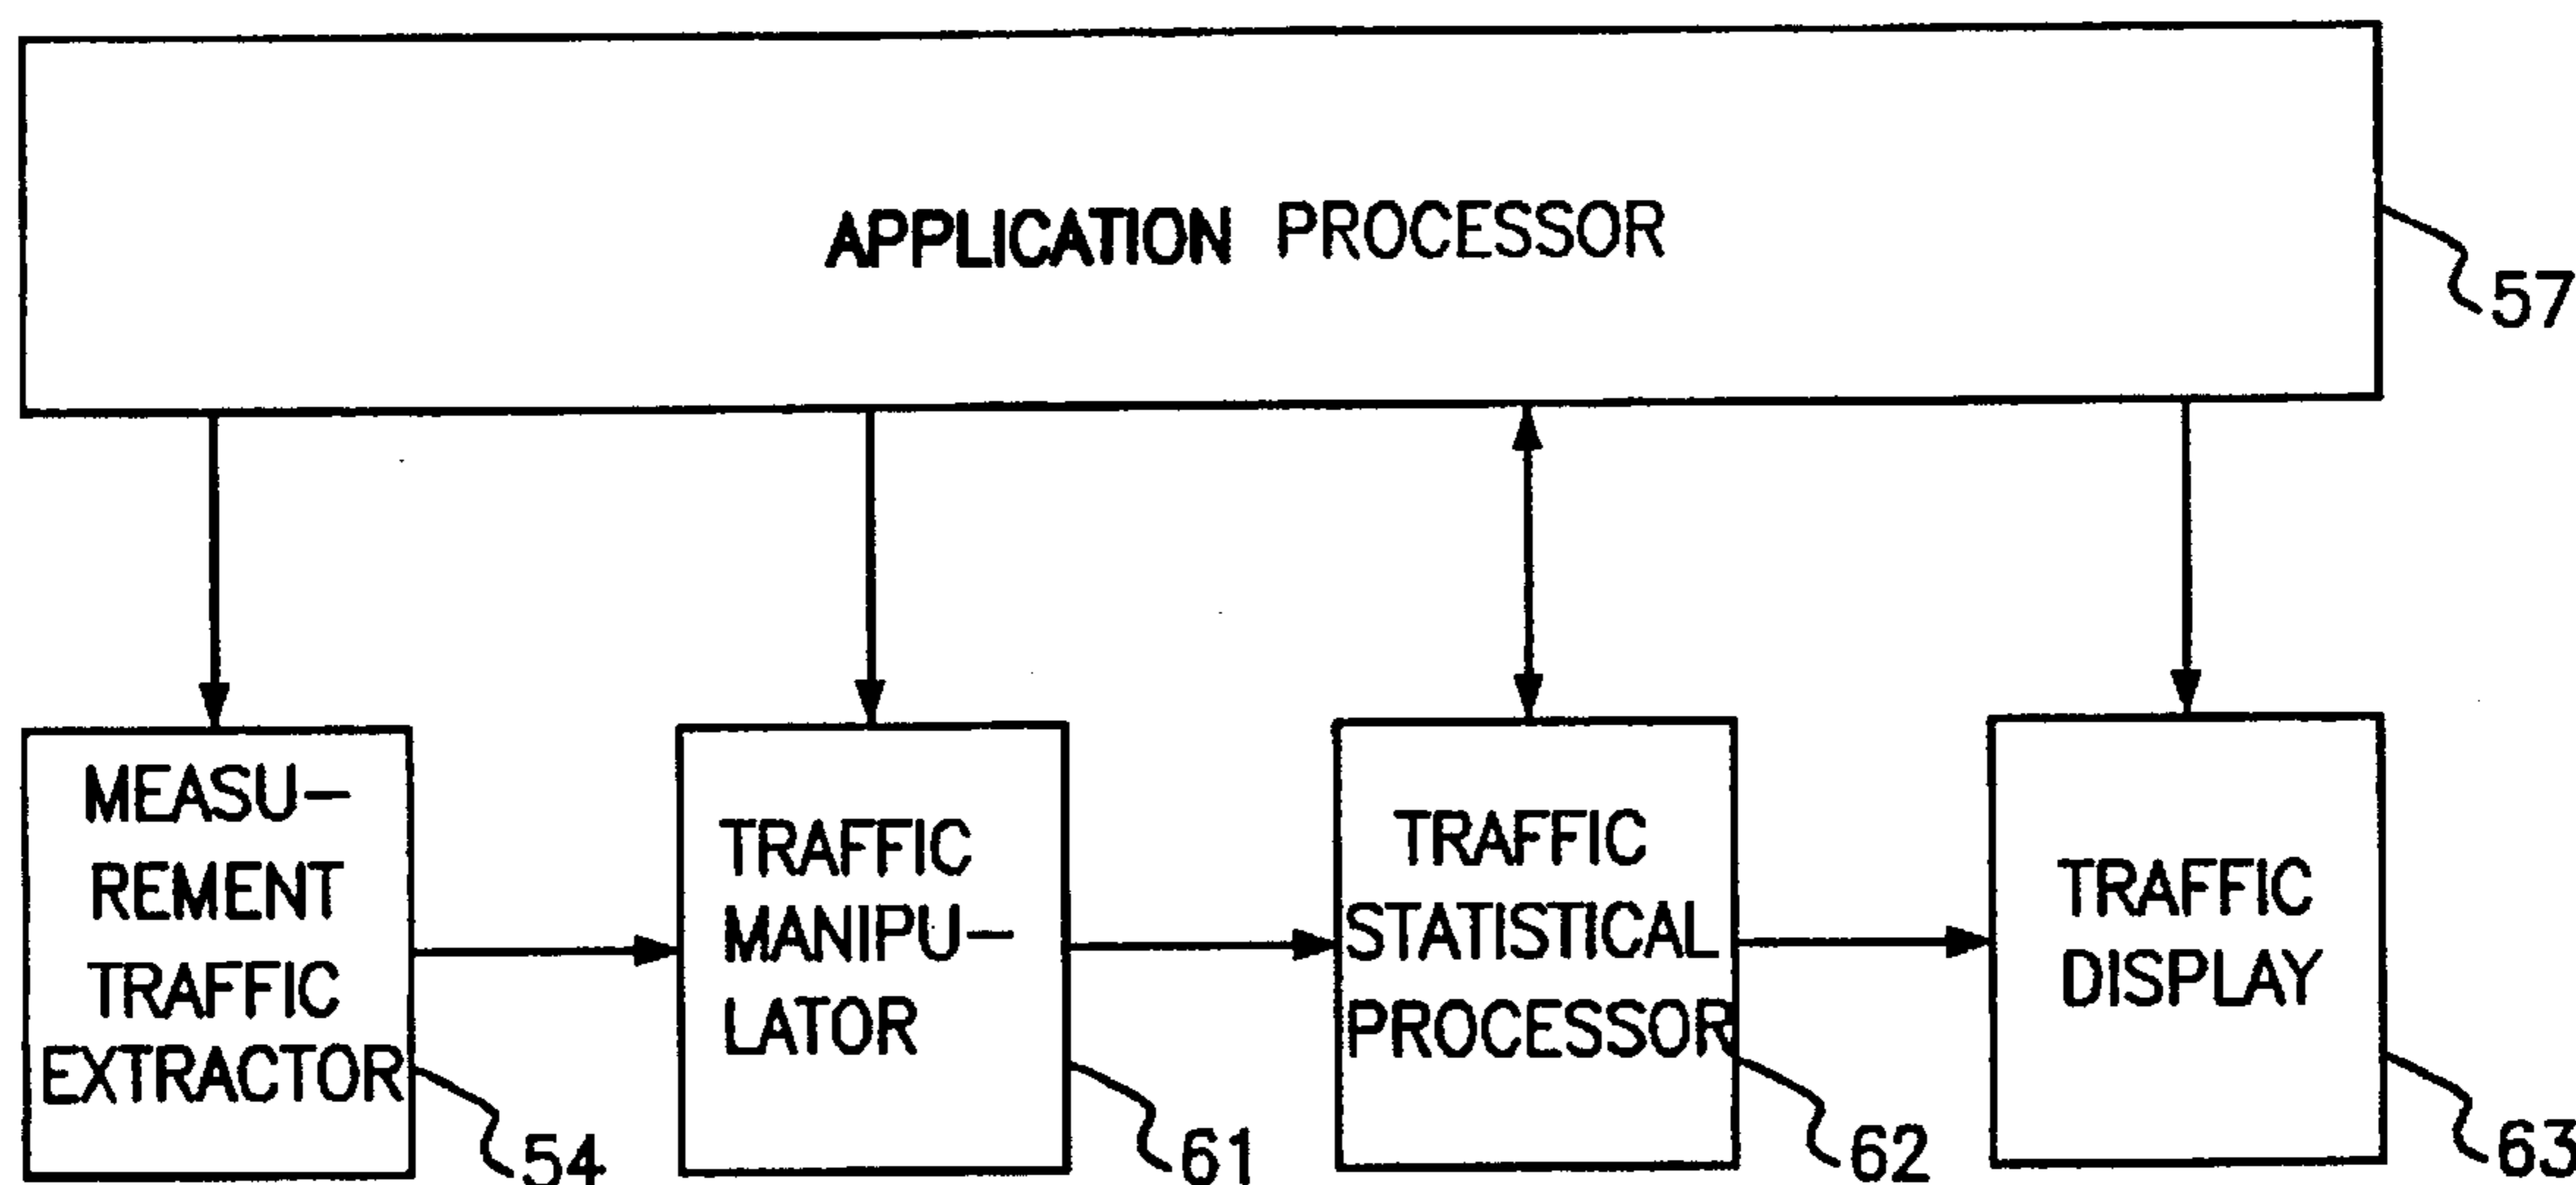 APPLICATION PROCESSOR
57
MEASU-
REMENT
TRAFFIC
EXTRACTOR
54
TRAFFIC
MANIPU-
LATOR
61
TRAFFIC
STATISTICAL
PROCESSOR
62
TRAFFIC
DISPLAY
63